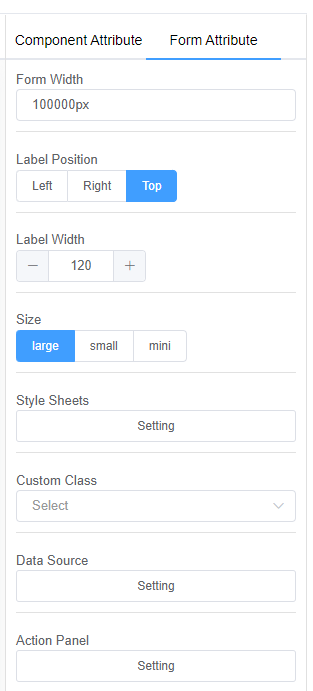 Component Attribute Form Attribute
Form Width
100000px
Label Position
Left Right Top
Label Width
− 120 +
Size
large small mini
Style Sheets
Setting
Custom Class
Select
Data Source
Setting
Action Panel
Setting